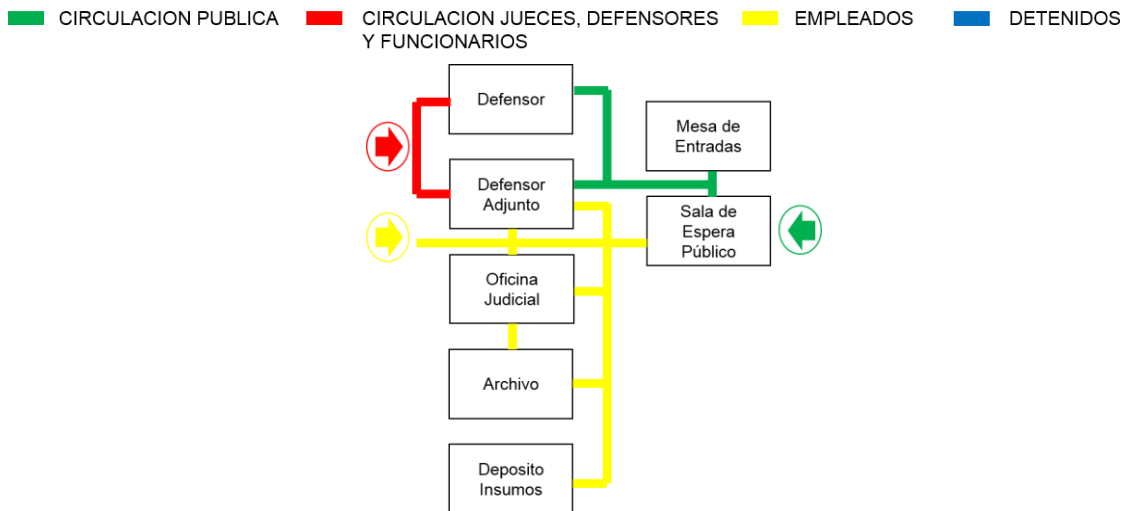 CIRCULACION PUBLICA
CIRCULACION JUECES, DEFENSORES
Y FUNCIONARIOS
EMPLEADOS
DETENIDOS
Defensor
Mesa de
Entradas
Defensor
Adjunto
Sala de
Espera
Público
Oficina
Judicial
Archivo
Deposito
Insumos